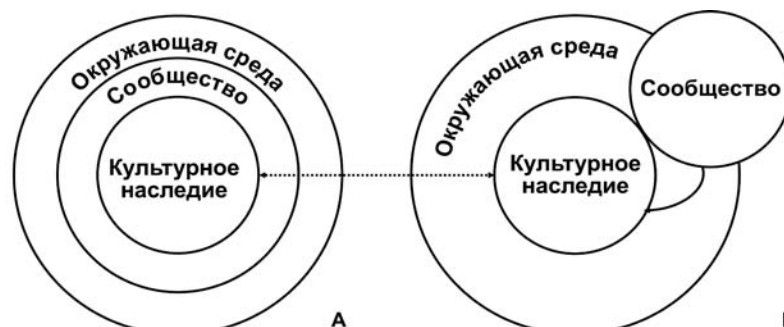 Окружающая среда
Сообщество
Культурное
наследие
А
Окружающая среда
Сообщество
Культурное
наследие